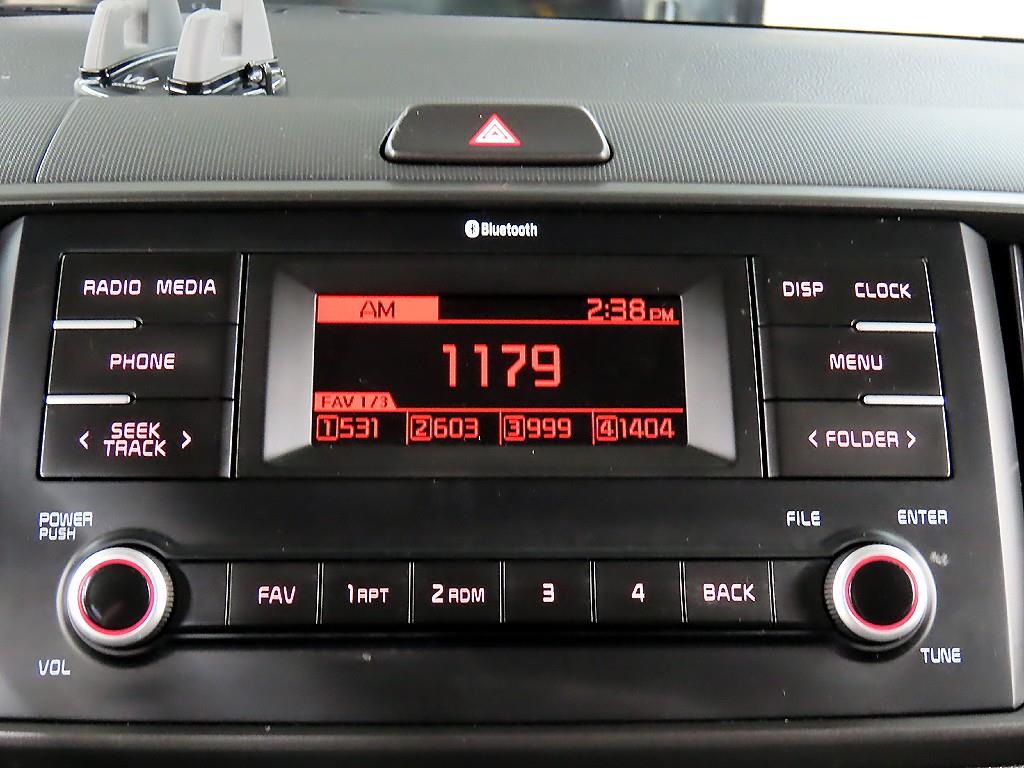 Bluetooth
RADIO MEDIA
PHONE
< SEEK TRACK >
AM 2:38 PM
1179
FAV 1/3
1 531 2 603 3 999 4 1404
DISP CLOCK
MENU
< FOLDER >
POWER
PUSH
VOL
FAV 1 RPT 2 RDM 3 4 BACK
FILE ENTER
TUNE